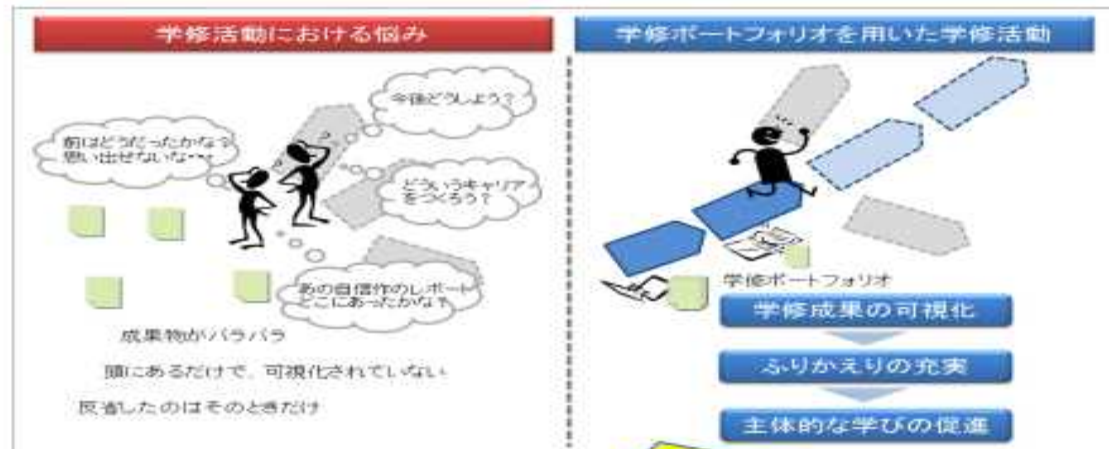 学修活動における悩み
今後どうしよう？
前はどうだったかな？
思い出せないな・・・
どういうキャリア
をつくろう？
あの自信作のレポート
どこにあったかな？
成果物がバラバラ
頭にあるだけで、可視化されていない
反省したのはそのときだけ
学修ポートフォリオを用いた学修活動
学修ポートフォリオ
学修成果の可視化
ふりかえりの充実
主体的な学びの促進